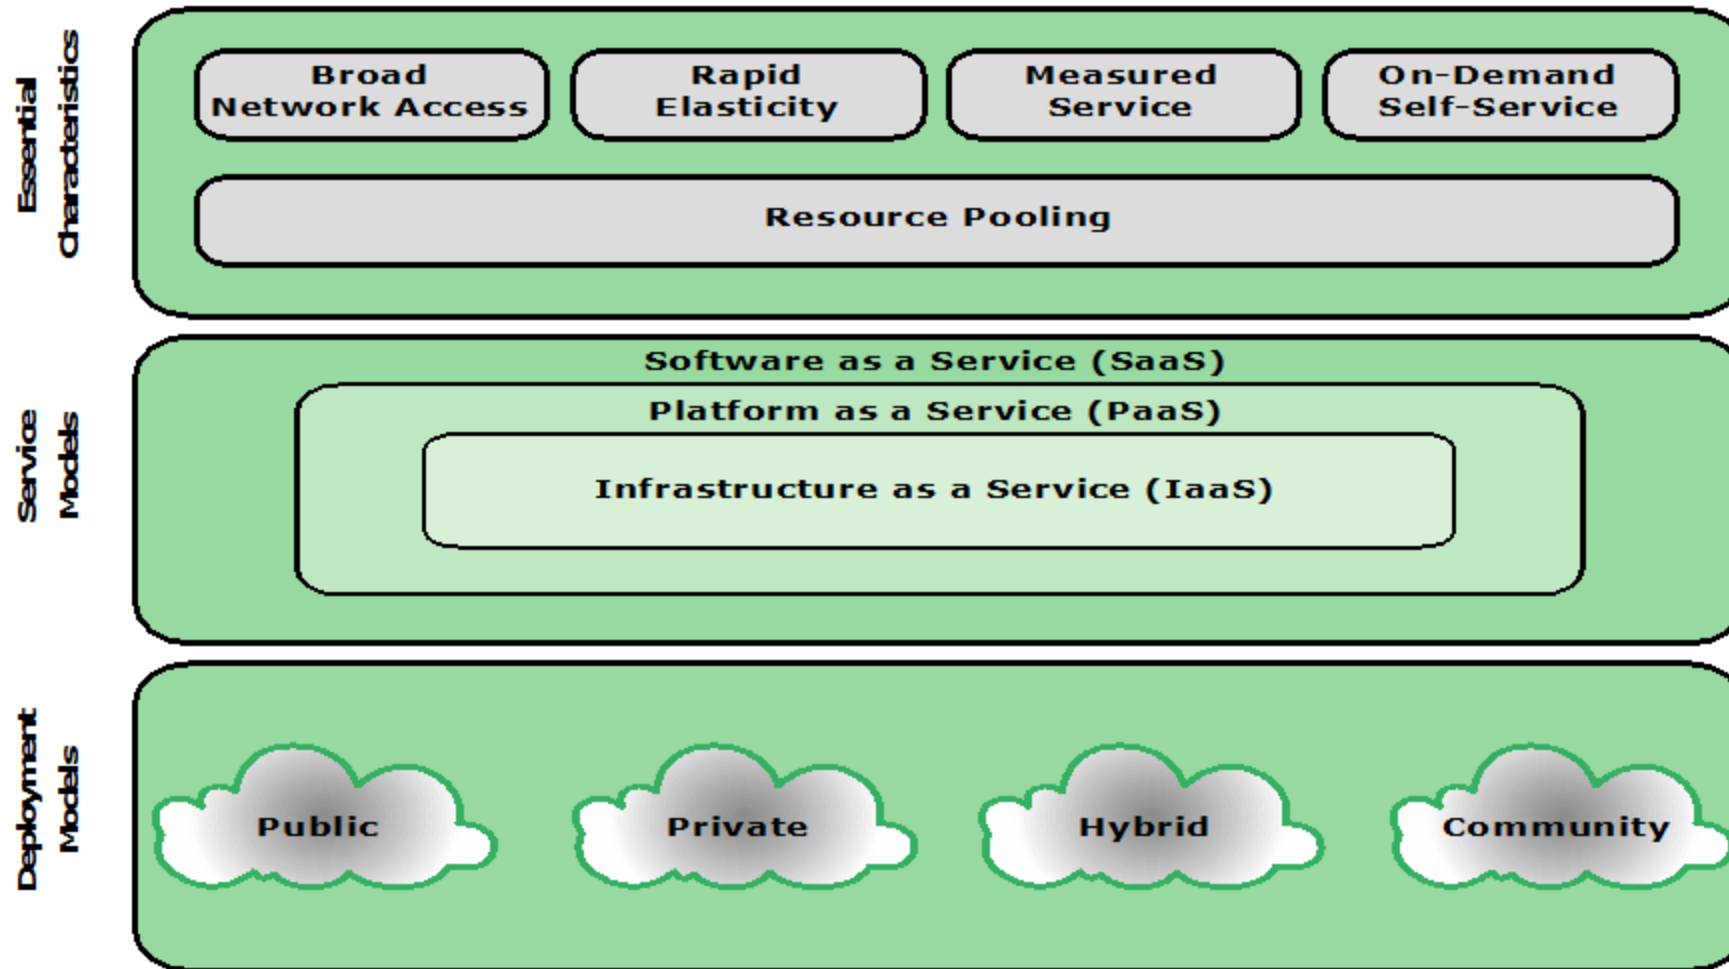 Essential
characteristics
Broad
Network Access
Rapid
Elasticity
Measured
Service
On-Demand
Self-Service
Resource Pooling
Service
Models
Software as a Service (SaaS)
Platform as a Service (PaaS)
Infrastructure as a Service (IaaS)
Deployment
Models
Public
Private
Hybrid
Community